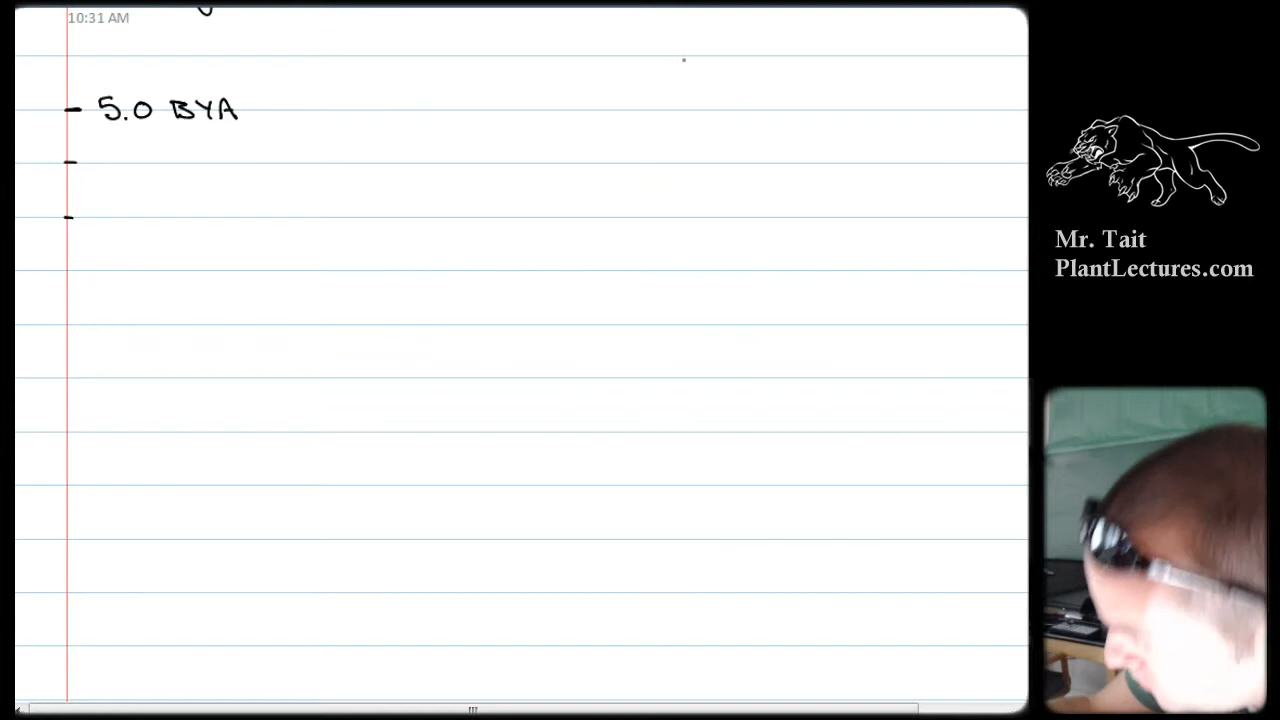 10:31 AM
- 5.0 BYA
-
-
Mr. Tait
PlantLectures.com